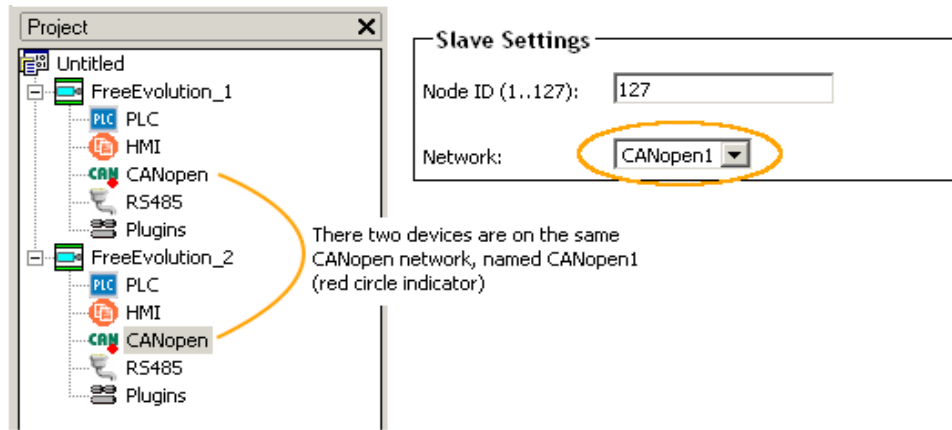 Project
Untitled
FreeEvolution_1
PLC PLC
HMI
CAN CANopen
RS485
Plugins
FreeEvolution_2
PLC PLC
HMI
CAN CANopen
RS485
Plugins
Slave Settings
Node ID (1..127): 127
Network: CANopen1
There two devices are on the same
CANopen network, named CANopen1
(red circle indicator)